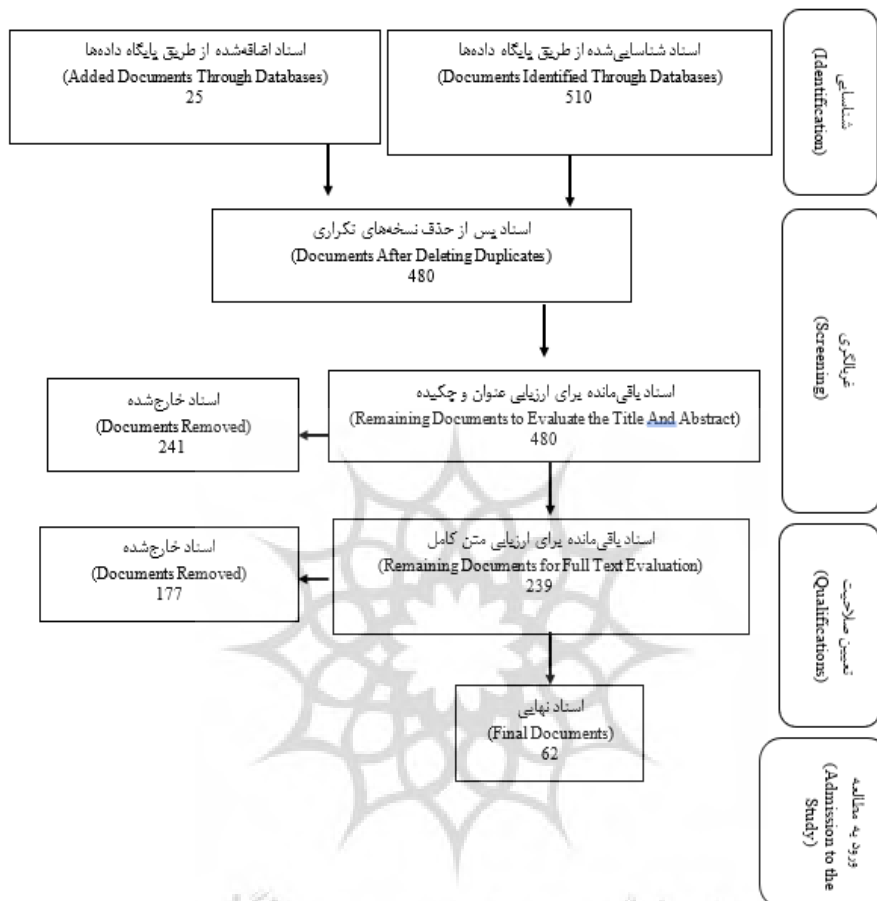 اسناد شناسایی‌شده از طریق پایگاه داده‌ها
(Documents Identified Through Databases)
510
اسناد اضافه‌شده از طریق پایگاه داده‌ها
(Added Documents Through Databases)
25
شناسایی
(Identification)
اسناد پس از حذف نسخه‌های تکراری
(Documents After Deleting Duplicates)
480
غربالگری
(Screening)
اسناد باقی‌مانده برای ارزیابی عنوان و چکیده
(Remaining Documents to Evaluate the Title And Abstract)
480
اسناد خارج‌شده
(Documents Removed)
241
اسناد باقی‌مانده برای ارزیابی متن کامل
(Remaining Documents for Full Text Evaluation)
239
اسناد خارج‌شده
(Documents Removed)
177
تعیین صلاحیت
(Qualifications)
اسناد نهایی
(Final Documents)
62
ورود به مطالعه
(Admission to the
Study)